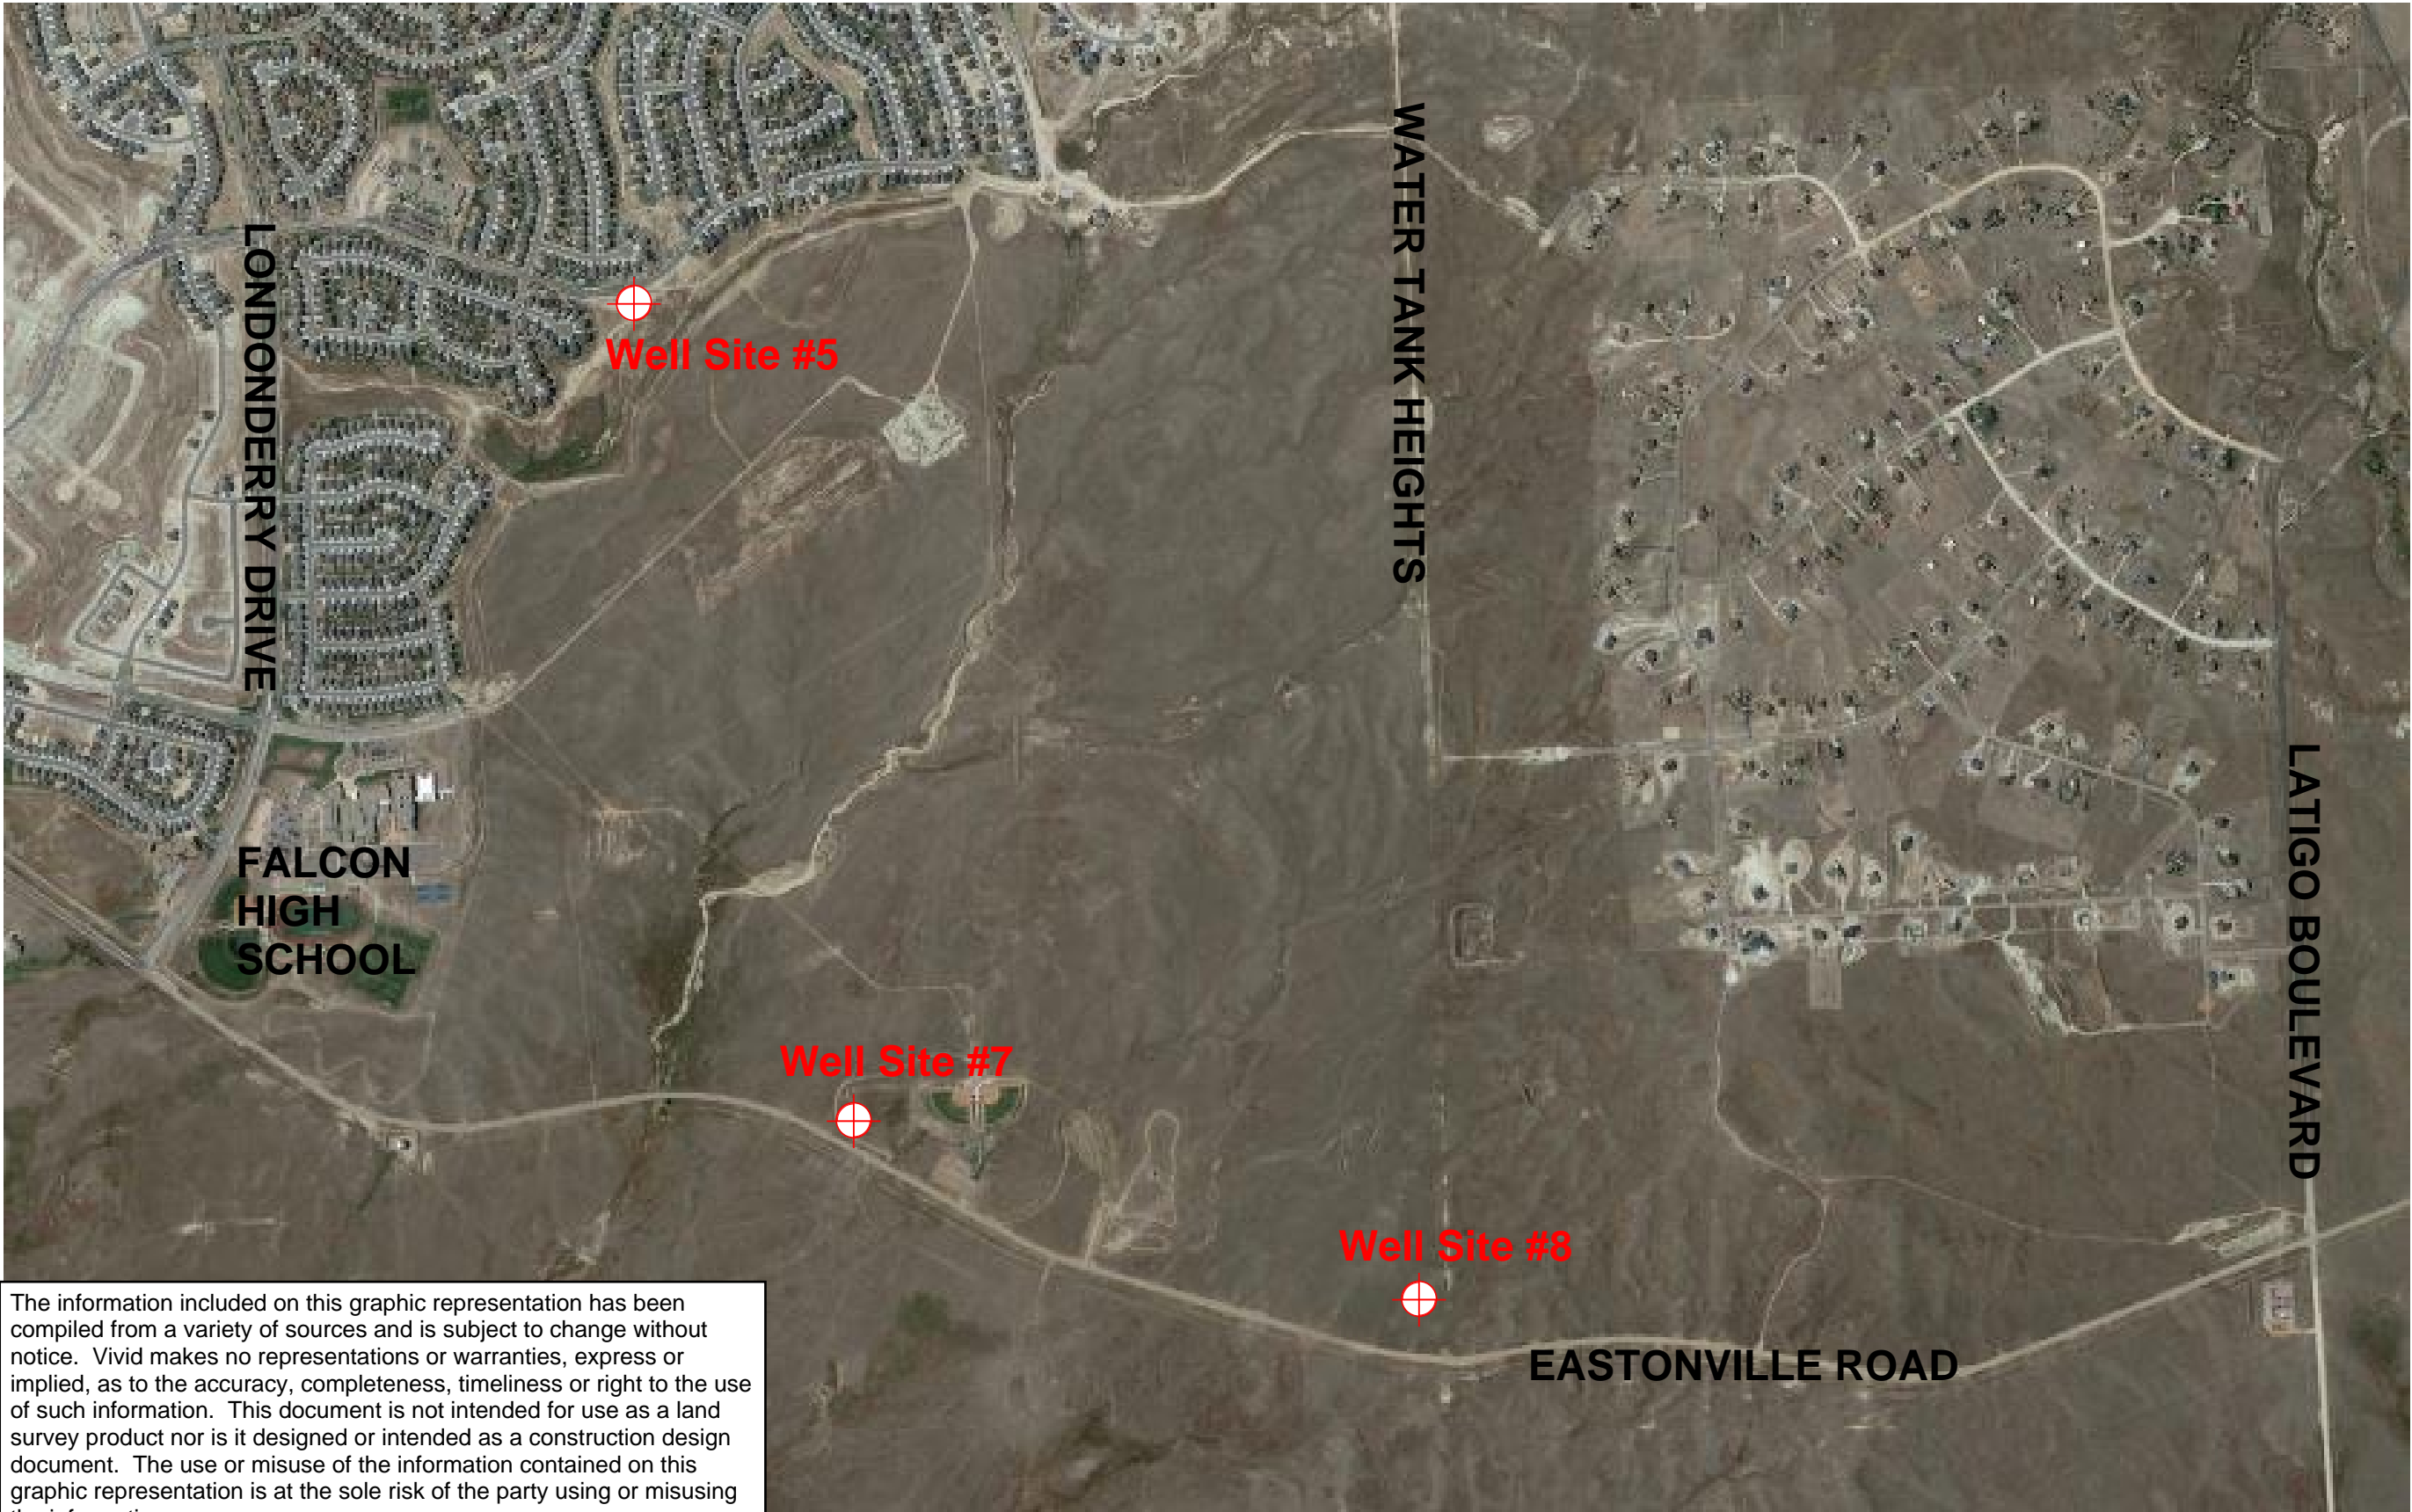 WATER TANK HEIGHTS
LONDONDERRY DRIVE
Well Site #5
LATIGO BOULEVARD
FALCON
HIGH
SCHOOL
Well Site #7
Well Site #8
EASTONVILLE ROAD
The information included on this graphic representation has been
compiled from a variety of sources and is subject to change without
notice. Vivid makes no representations or warranties, express or
implied, as to the accuracy, completeness, timeliness or right to the use
of such information. This document is not intended for use as a land
survey product nor is it designed or intended as a construction design
document. The use or misuse of the information contained on this
graphic representation is at the sole risk of the party using or misusing